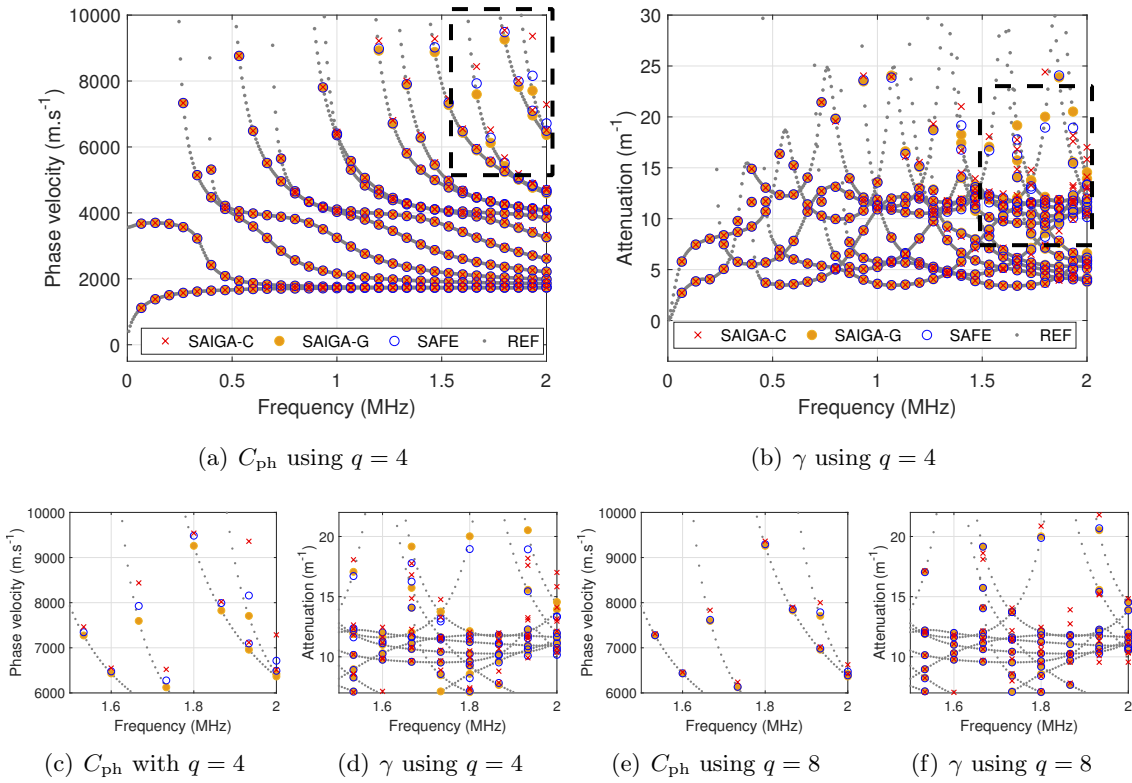 10000
8000
6000
4000
2000
0
Phase velocity (m.s⁻¹)
SAIGA-C SAIGA-G SAFE REF
0 0.5 1 1.5 2
Frequency (MHz)
(a) C_ph using q = 4
30
25
20
15
10
5
0
Attenuation (m⁻¹)
SAIGA-C SAIGA-G SAFE REF
0 0.5 1 1.5 2
Frequency (MHz)
(b) γ using q = 4
10000
9000
8000
7000
6000
Phase velocity (m.s⁻¹)
1.6 1.8 2
Frequency (MHz)
(c) C_ph with q = 4
20
15
10
Attenuation (m⁻¹)
1.6 1.8 2
Frequency (MHz)
(d) γ using q = 4
10000
9000
8000
7000
6000
Phase velocity (m.s⁻¹)
1.6 1.8 2
Frequency (MHz)
(e) C_ph using q = 8
20
15
10
Attenuation (m⁻¹)
1.6 1.8 2
Frequency (MHz)
(f) γ using q = 8